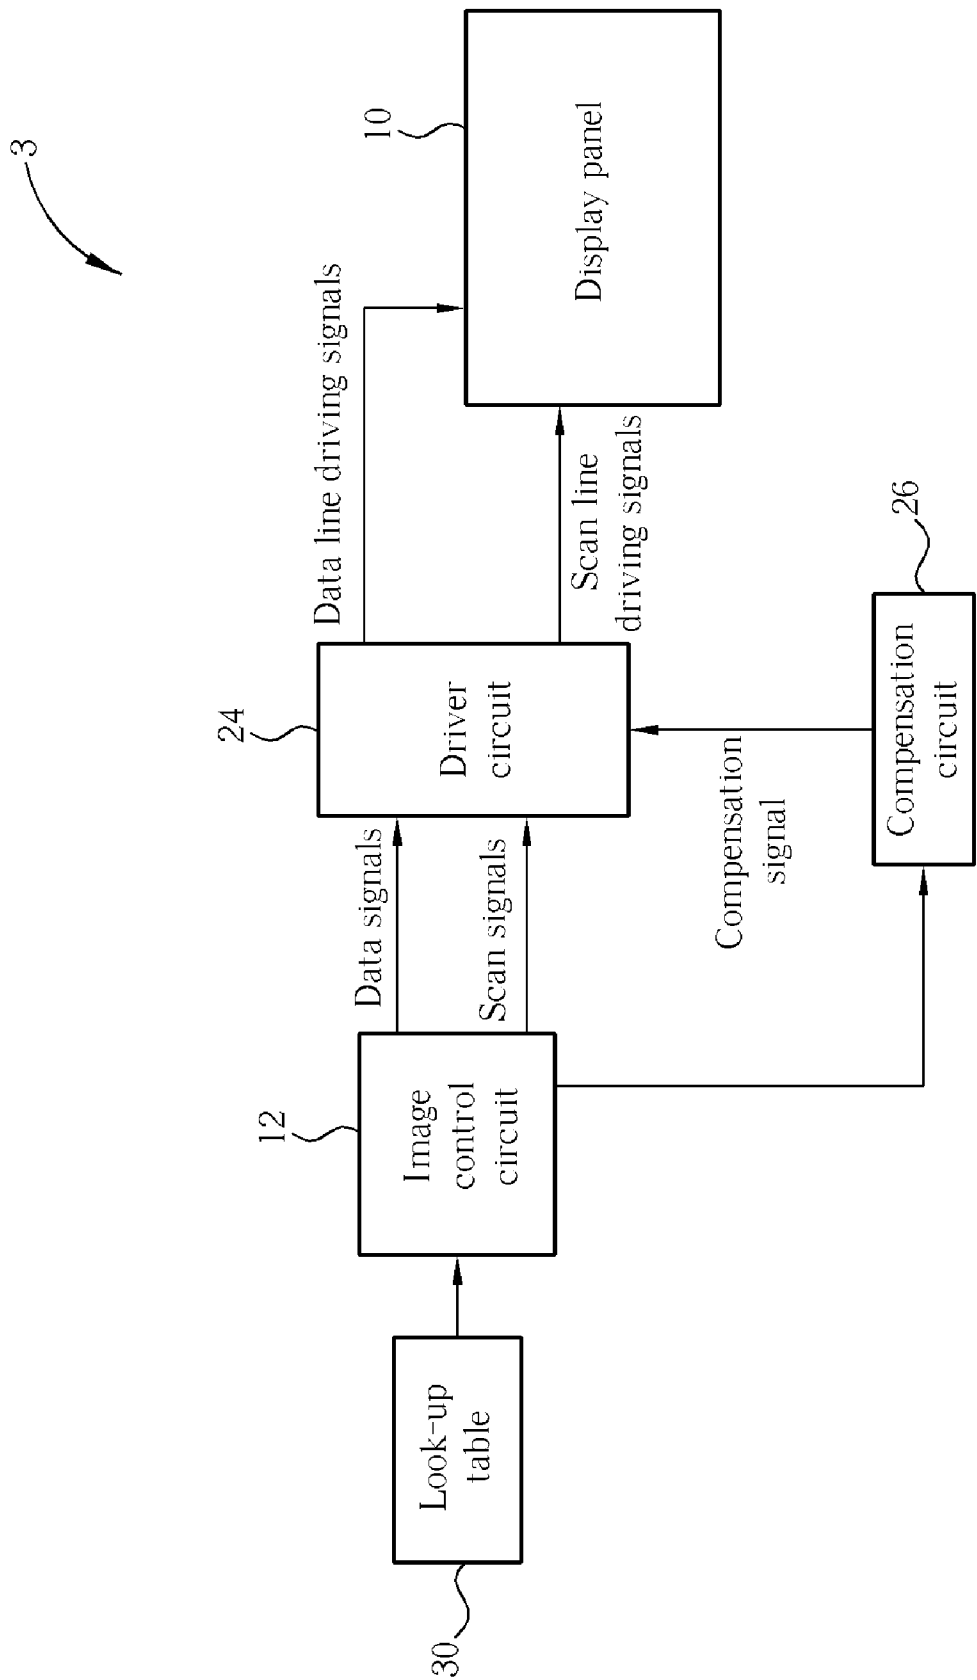 3
30
Look-up
table
12
Image
control
circuit
Data signals
Scan signals
24
Driver
circuit
Data line driving signals
Scan line
driving signals
10
Display panel
Compensation
signal
Compensation
circuit
26